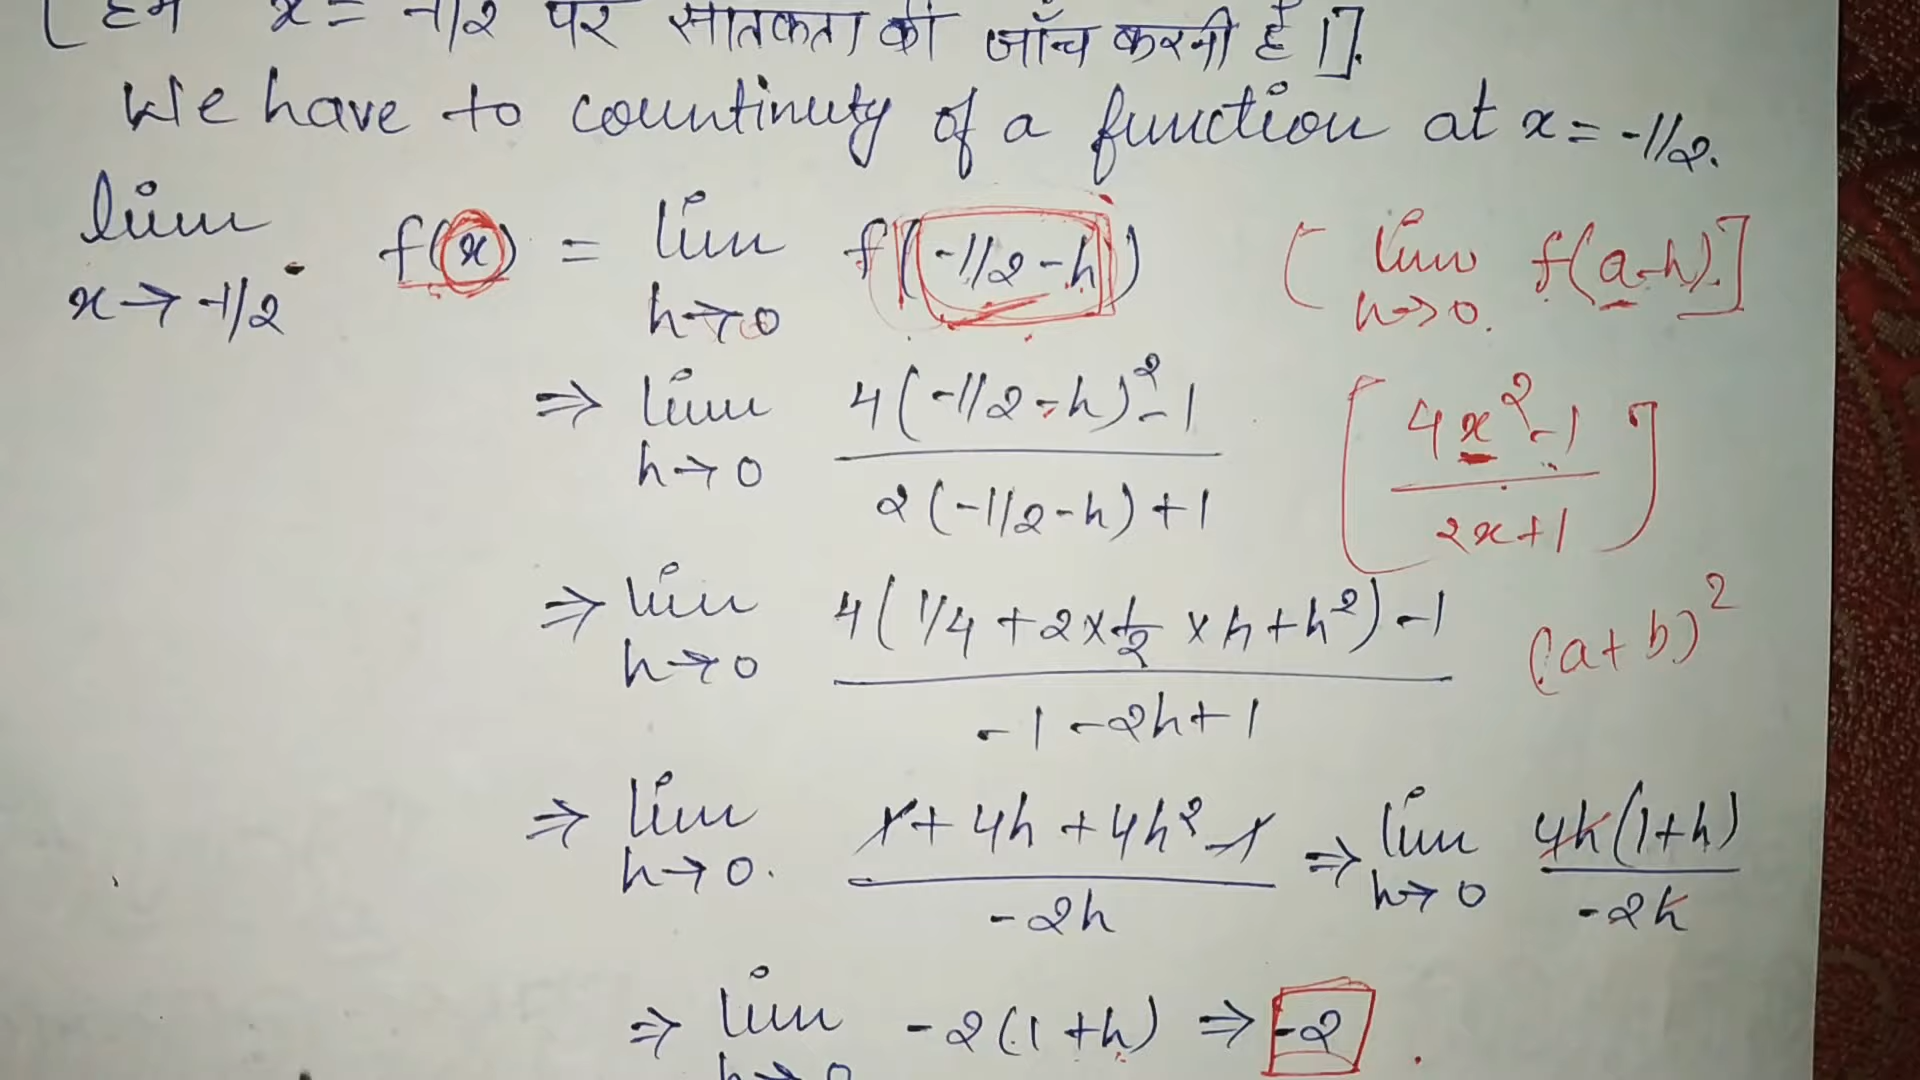 [हमें x = -1/2 पर सातकता की जाँच करनी है।].
We have to countinuty of a function at x = -1/2.
lim x→-1/2⁻ f(x) = lim h→0 f(-1/2-h) [lim h→0. f(a-h).]
⇒ lim h→0 4(-1/2-h)²-1 / 2(-1/2-h)+1 [4x²-1 / 2x+1]
⇒ lim h→0 4(1/4+2×1/2×h+h²)-1 / -1-2h+1 (a+b)²
⇒ lim h→0. 1+4h+4h²-1 / -2h ⇒ lim h→0 4h(1+h) / -2h
⇒ lim h→0 -2(1+h) ⇒ -2.